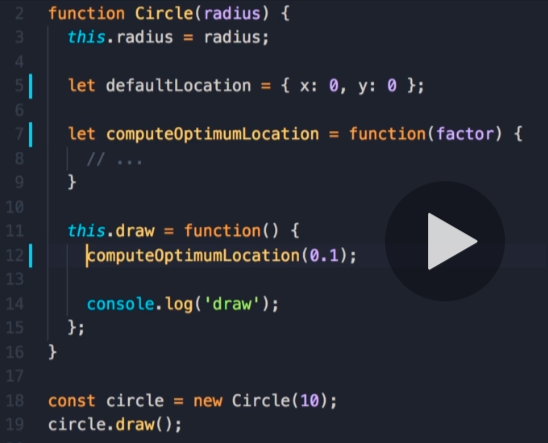 2 function Circle(radius) {
3   this.radius = radius;
4
5   let defaultLocation = { x: 0, y: 0 };
6
7   let computeOptimumLocation = function(factor) {
8     // ...
9   }
10
11   this.draw = function() {
12     computeOptimumLocation(0.1);
13
14     console.log('draw');
15   };
16 }
17
18 const circle = new Circle(10);
19 circle.draw();